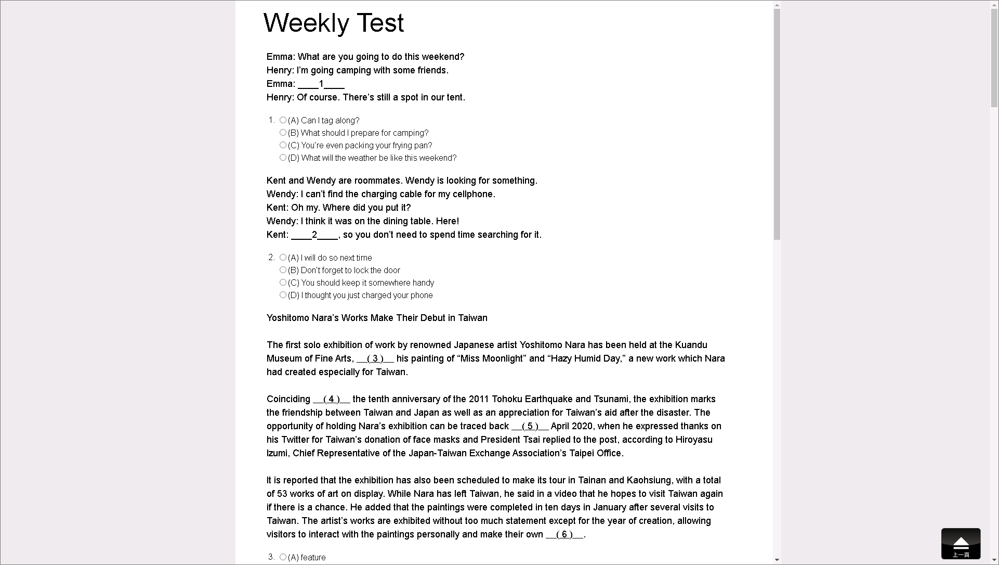 Weekly Test
Emma: What are you going to do this weekend?
Henry: I’m going camping with some friends.
Emma: ____1____
Henry: Of course. There’s still a spot in our tent.
1. (A) Can I tag along?
(B) What should I prepare for camping?
(C) You’re even packing your frying pan?
(D) What will the weather be like this weekend?
Kent and Wendy are roommates. Wendy is looking for something.
Wendy: I can’t find the charging cable for my cellphone.
Kent: Oh my. Where did you put it?
Wendy: I think it was on the dining table. Here!
Kent: ____2____, so you don’t need to spend time searching for it.
2. (A) I will do so next time
(B) Don’t forget to lock the door
(C) You should keep it somewhere handy
(D) I thought you just charged your phone
Yoshitomo Nara’s Works Make Their Debut in Taiwan
The first solo exhibition of work by renowned Japanese artist Yoshitomo Nara has been held at the Kuandu
Museum of Fine Arts, __( 3 )__ his painting of “Miss Moonlight” and “Hazy Humid Day,” a new work which Nara
had created especially for Taiwan.
Coinciding __( 4 )__ the tenth anniversary of the 2011 Tohoku Earthquake and Tsunami, the exhibition marks
the friendship between Taiwan and Japan as well as an appreciation for Taiwan’s aid after the disaster. The
opportunity of holding Nara’s exhibition can be traced back __( 5 )__ April 2020, when he expressed thanks on
his Twitter for Taiwan’s donation of face masks and President Tsai replied to the post, according to Hiroyasu
Izumi, Chief Representative of the Japan-Taiwan Exchange Association’s Taipei Office.
It is reported that the exhibition has also been scheduled to make its tour in Tainan and Kaohsiung, with a total
of 53 works of art on display. While Nara has left Taiwan, he said in a video that he hopes to visit Taiwan again
if there is a chance. He added that the paintings were completed in ten days in January after several visits to
Taiwan. The artist’s works are exhibited without too much statement except for the year of creation, allowing
visitors to interact with the paintings personally and make their own __( 6 )__.
3. (A) feature
上一頁